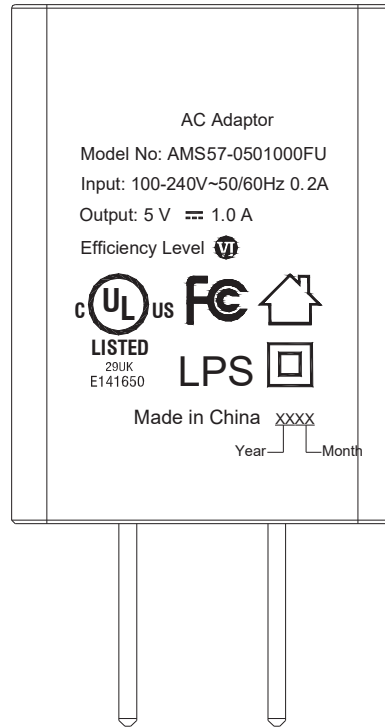 AC Adaptor
Model No: AMS57-0501000FU
Input: 100-240V~50/60Hz 0.2A
Output: 5 V ⎓ 1.0 A
Efficiency Level VI
C UL US FC
LISTED
29UK
E141650
LPS
Made in China XXXX
Year Month